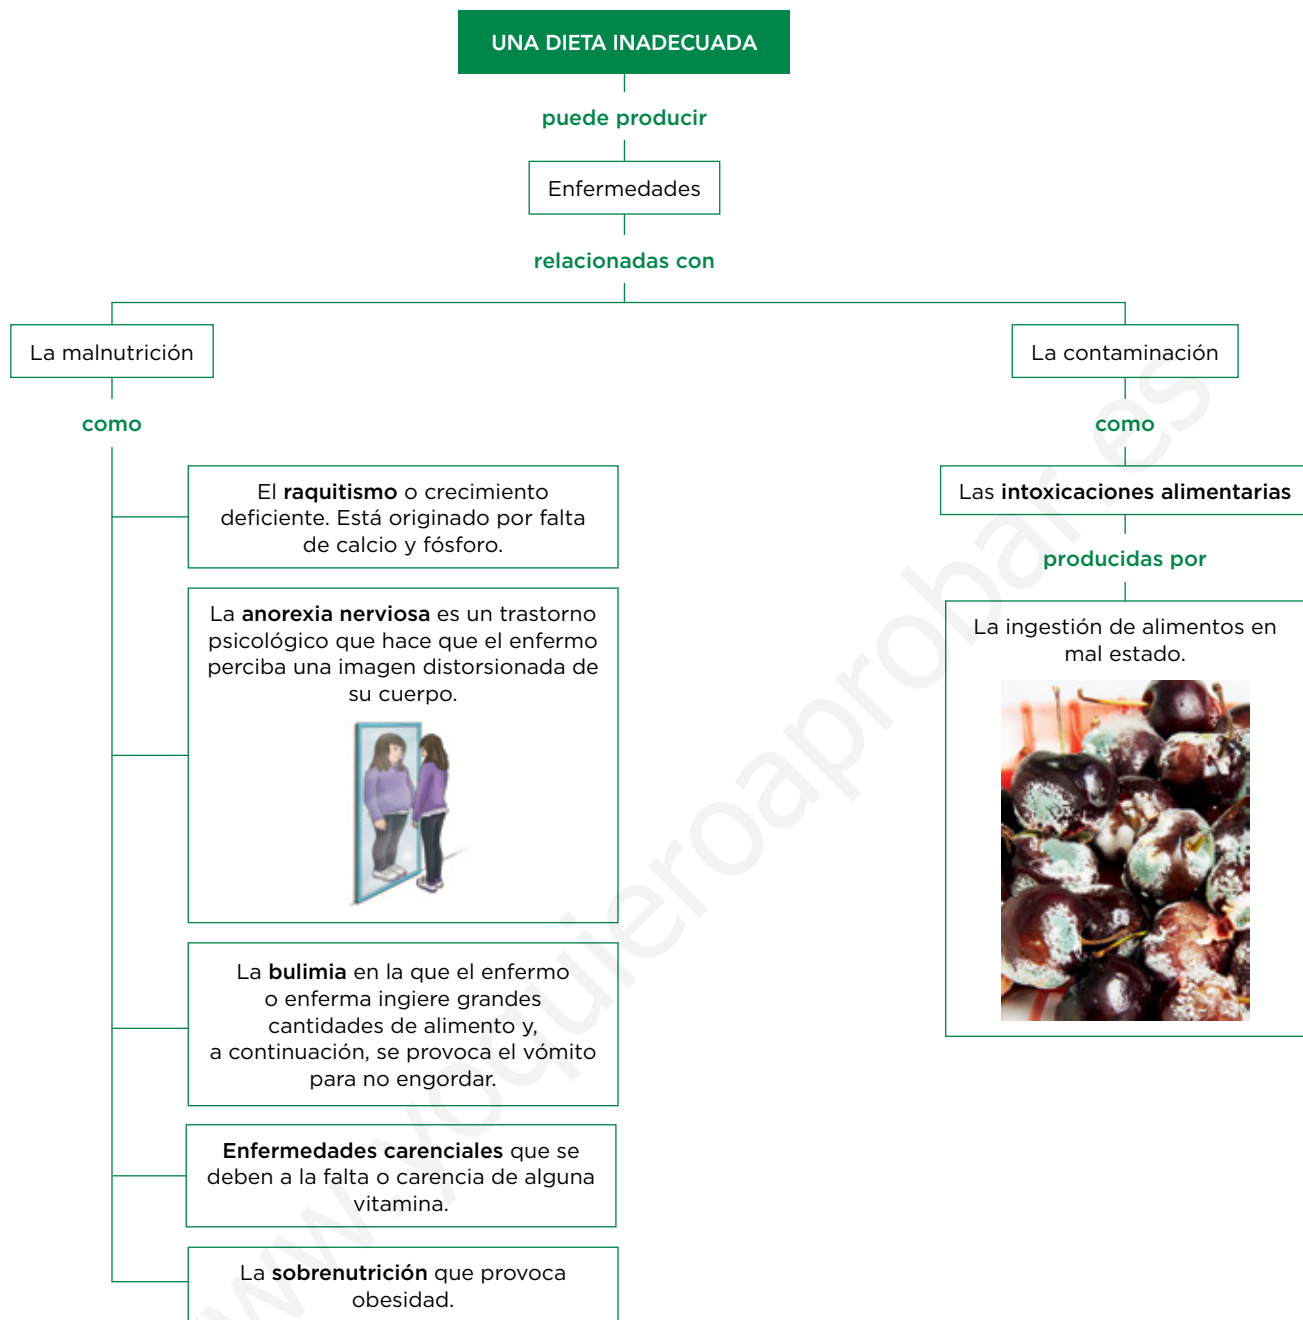 UNA DIETA INADECUADA
puede producir
Enfermedades
relacionadas con
La malnutrición
como
El raquitismo o crecimiento
deficiente. Está originado por falta
de calcio y fósforo.
La anorexia nerviosa es un trastorno
psicológico que hace que el enfermo
perciba una imagen distorsionada de
su cuerpo.
La bulimia en la que el enfermo
o enferma ingiere grandes
cantidades de alimento y,
a continuación, se provoca el vómito
para no engordar.
Enfermedades carenciales que se
deben a la falta o carencia de alguna
vitamina.
La sobrenutrición que provoca
obesidad.
La contaminación
como
Las intoxicaciones alimentarias
producidas por
La ingestión de alimentos en
mal estado.
www.yoquieroaprobar.es